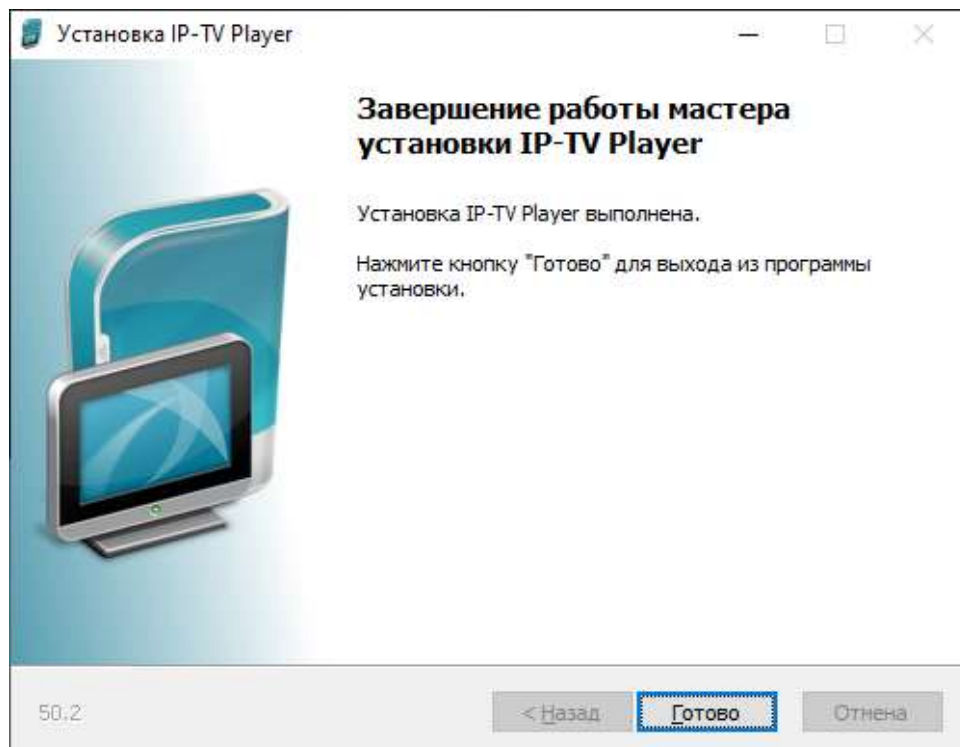 Установка IP-TV Player
Завершение работы мастера
установки IP-TV Player
Установка IP-TV Player выполнена.
Нажмите кнопку "Готово" для выхода из программы
установки.
50.2
< Назад
Готово
Отмена